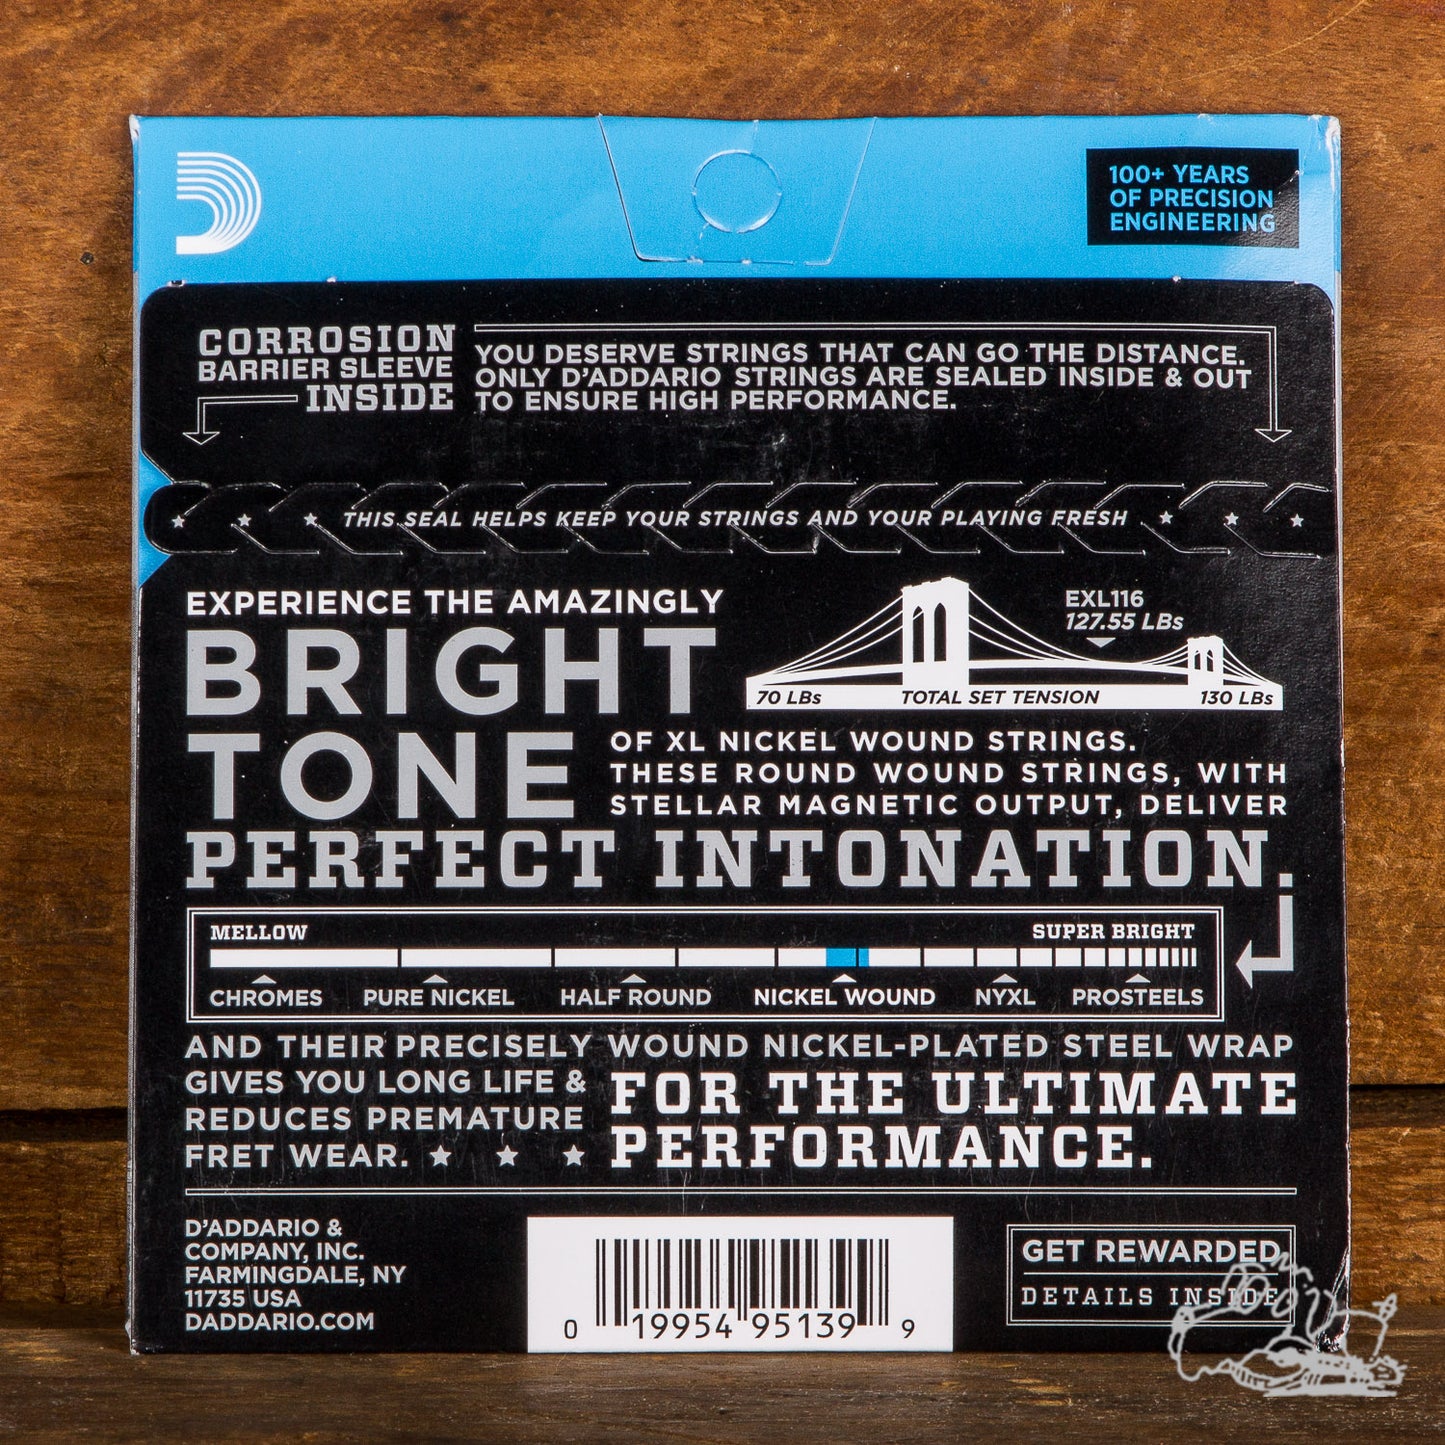 100+ YEARS
OF PRECISION
ENGINEERING
CORROSION
BARRIER SLEEVE
INSIDE
YOU DESERVE STRINGS THAT CAN GO THE DISTANCE.
ONLY D'ADDARIO STRINGS ARE SEALED INSIDE & OUT
TO ENSURE HIGH PERFORMANCE.
THIS SEAL HELPS KEEP YOUR STRINGS AND YOUR PLAYING FRESH
EXPERIENCE THE AMAZINGLY
BRIGHT
TONE
EXL116
127.55 LBs
70 LBs TOTAL SET TENSION 130 LBs
OF XL NICKEL WOUND STRINGS.
THESE ROUND WOUND STRINGS, WITH
STELLAR MAGNETIC OUTPUT, DELIVER
PERFECT INTONATION.
MELLOW SUPER BRIGHT
CHROMES PURE NICKEL HALF ROUND NICKEL WOUND NYXL PROSTEELS
AND THEIR PRECISELY WOUND NICKEL-PLATED STEEL WRAP
GIVES YOU LONG LIFE &
REDUCES PREMATURE
FRET WEAR.
FOR THE ULTIMATE
PERFORMANCE.
D'ADDARIO &
COMPANY, INC.
FARMINGDALE, NY
11735 USA
DADDARIO.COM
0 19954 95139 9
GET REWARDED
DETAILS INSIDE